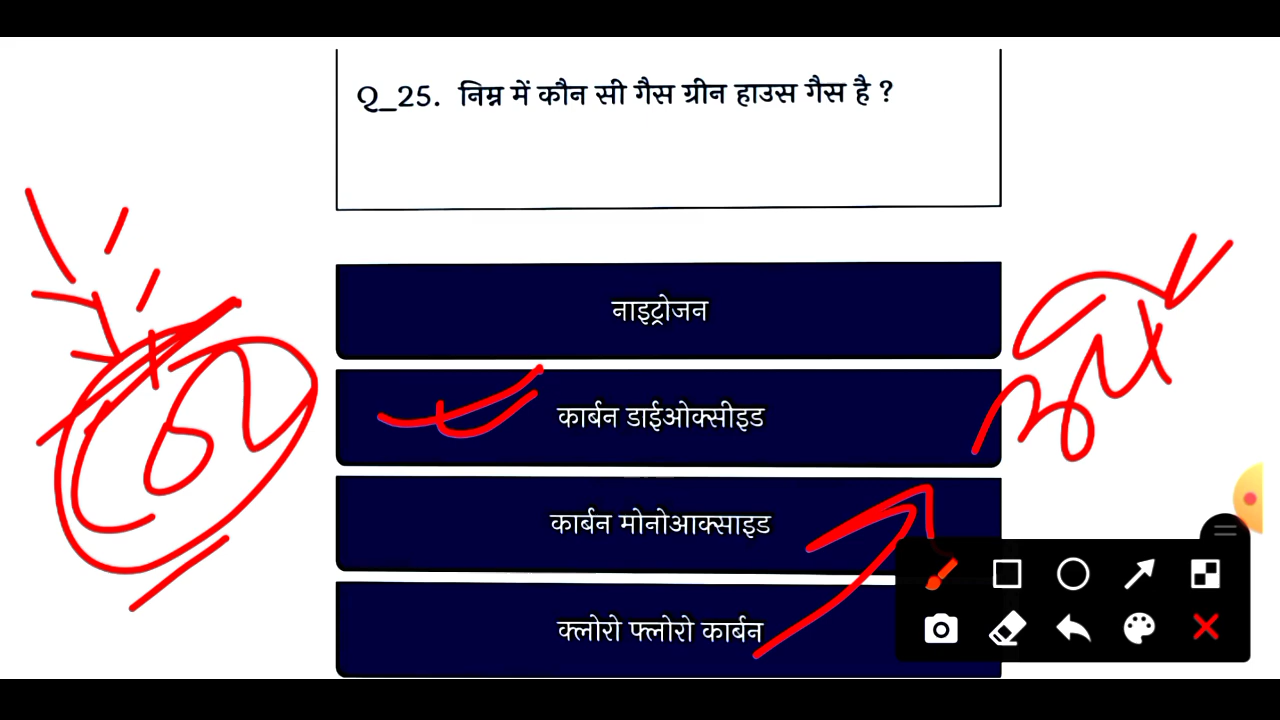 Q_25. निम्न में कौन सी गैस ग्रीन हाउस गैस है ?
नाइट्रोजन
कार्बन डाईओक्सीइड
कार्बन मोनोआक्साइड
क्लोरो फ्लोरो कार्बन